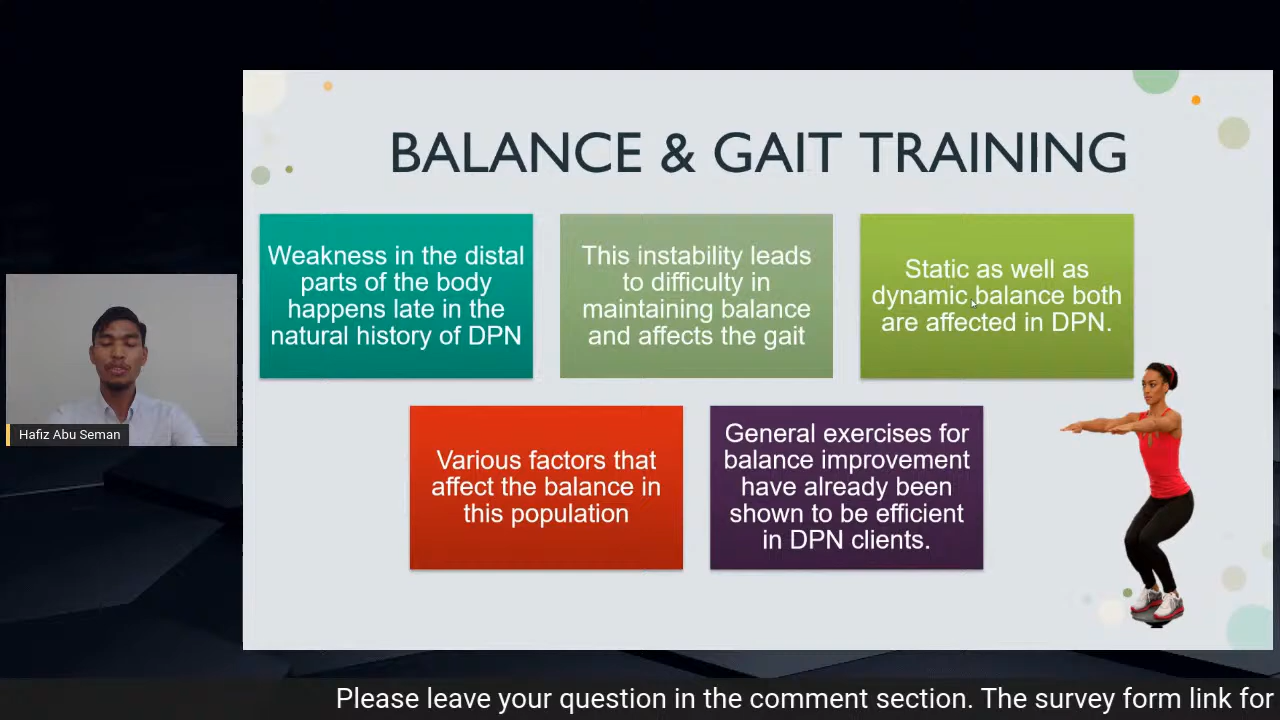 BALANCE & GAIT TRAINING
Weakness in the distal
parts of the body
happens late in the
natural history of DPN
This instability leads
to difficulty in
maintaining balance
and affects the gait
Static as well as
dynamic balance both
are affected in DPN.
Various factors that
affect the balance in
this population
General exercises for
balance improvement
have already been
shown to be efficient
in DPN clients.
Hafiz Abu Seman
Please leave your question in the comment section. The survey form link for